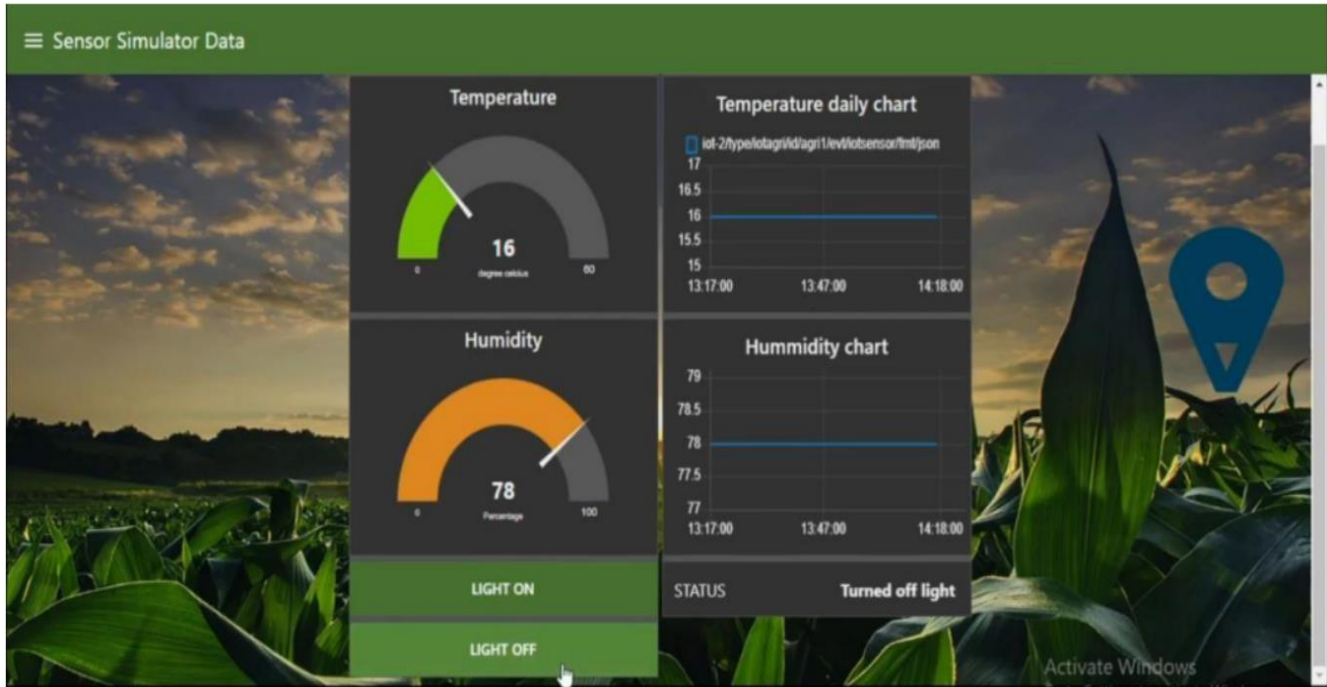 Sensor Simulator Data
Temperature
16
degree celsius
0
60
Temperature daily chart
iot-2/type/iotagri/id/agri1/evt/iotsensor/fmt/json
17
16.5
16
15.5
15
13:17:00 13:47:00 14:18:00
Humidity
78
Percentage
0
100
Hummidity chart
79
78.5
78
77.5
77
13:17:00 13:47:00 14:18:00
LIGHT ON
LIGHT OFF
STATUS Turned off light
Activate Windows